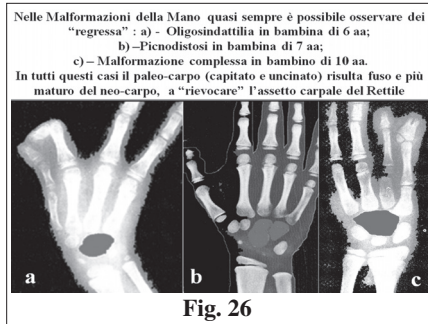 Nelle Malformazioni della Mano quasi sempre è possibile osservare dei
“regressa” : a) - Oligosindattilia in bambina di 6 aa;
b) –Picnodistosi in bambina di 7 aa;
c) – Malformazione complessa in bambino di 10 aa.
In tutti questi casi il paleo-carpo (capitato e uncinato) risulta fuso e più
maturo del neo-carpo, a “rievocare” l’assetto carpale del Rettile
a b c
Fig. 26